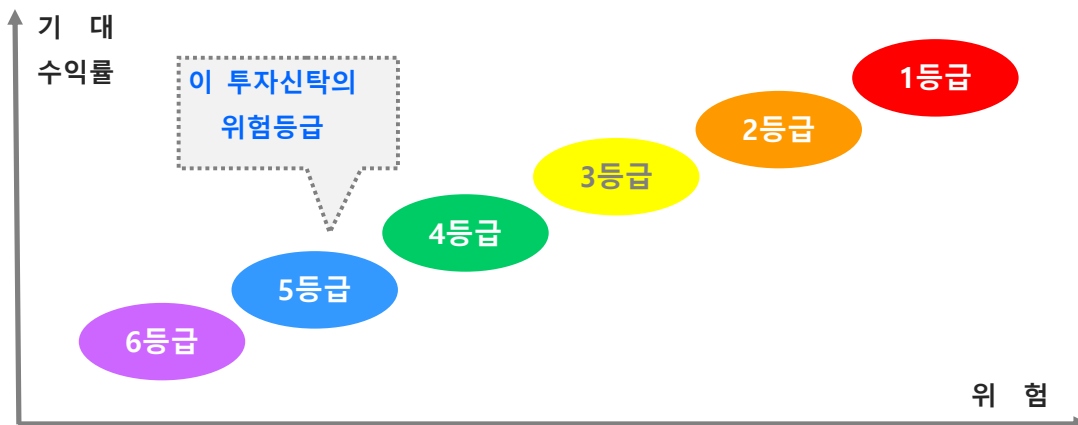 기 대
수익률
이 투자신탁의
위험등급
1등급
2등급
3등급
4등급
5등급
6등급
위 험